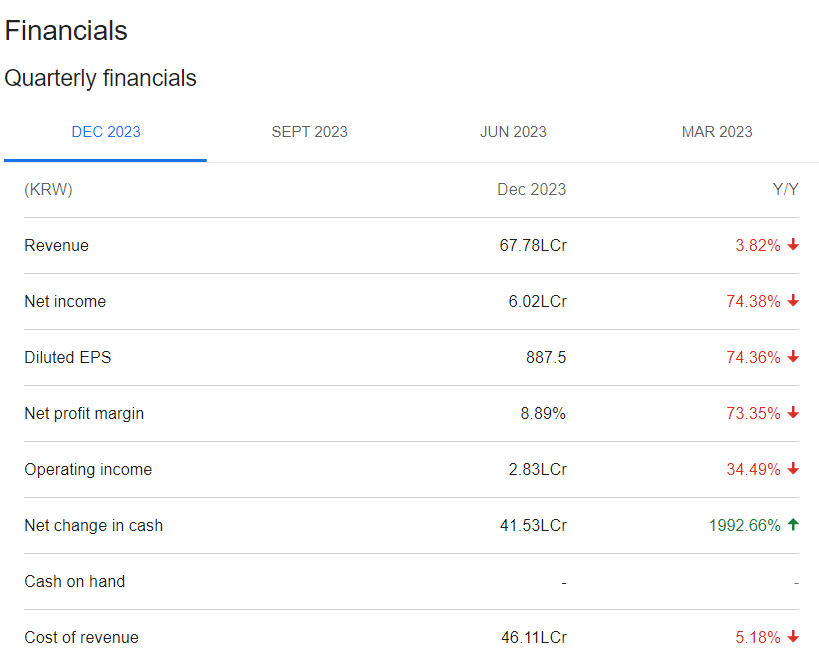 Financials
Quarterly financials
DEC 2023 SEPT 2023 JUN 2023 MAR 2023
(KRW) Dec 2023 Y/Y
Revenue 67.78LCr 3.82%
Net income 6.02LCr 74.38%
Diluted EPS 887.5 74.36%
Net profit margin 8.89% 73.35%
Operating income 2.83LCr 34.49%
Net change in cash 41.53LCr 1992.66%
Cash on hand - -
Cost of revenue 46.11LCr 5.18%